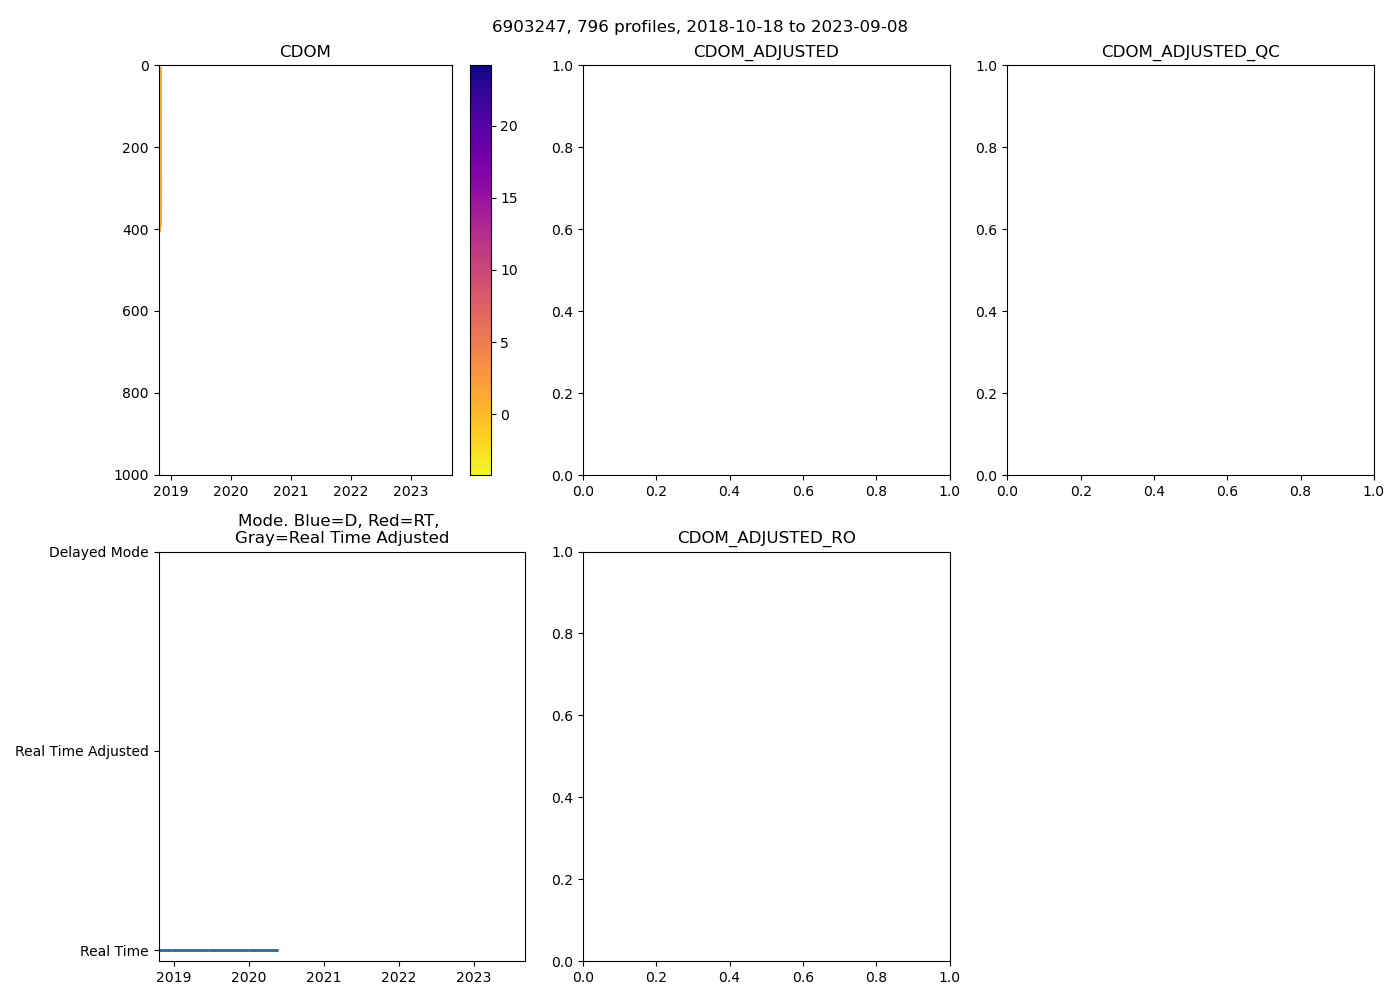 6903247, 796 profiles, 2018-10-18 to 2023-09-08
CDOM
0
200
400
600
800
1000
2019 2020 2021 2022 2023
20
15
10
5
0
CDOM_ADJUSTED
1.0
0.8
0.6
0.4
0.2
0.0
0.0 0.2 0.4 0.6 0.8 1.0
CDOM_ADJUSTED_QC
1.0
0.8
0.6
0.4
0.2
0.0
0.0 0.2 0.4 0.6 0.8 1.0
Mode. Blue=D, Red=RT,
Gray=Real Time Adjusted
Delayed Mode
Real Time Adjusted
Real Time
2019 2020 2021 2022 2023
CDOM_ADJUSTED_RO
1.0
0.8
0.6
0.4
0.2
0.0
0.0 0.2 0.4 0.6 0.8 1.0